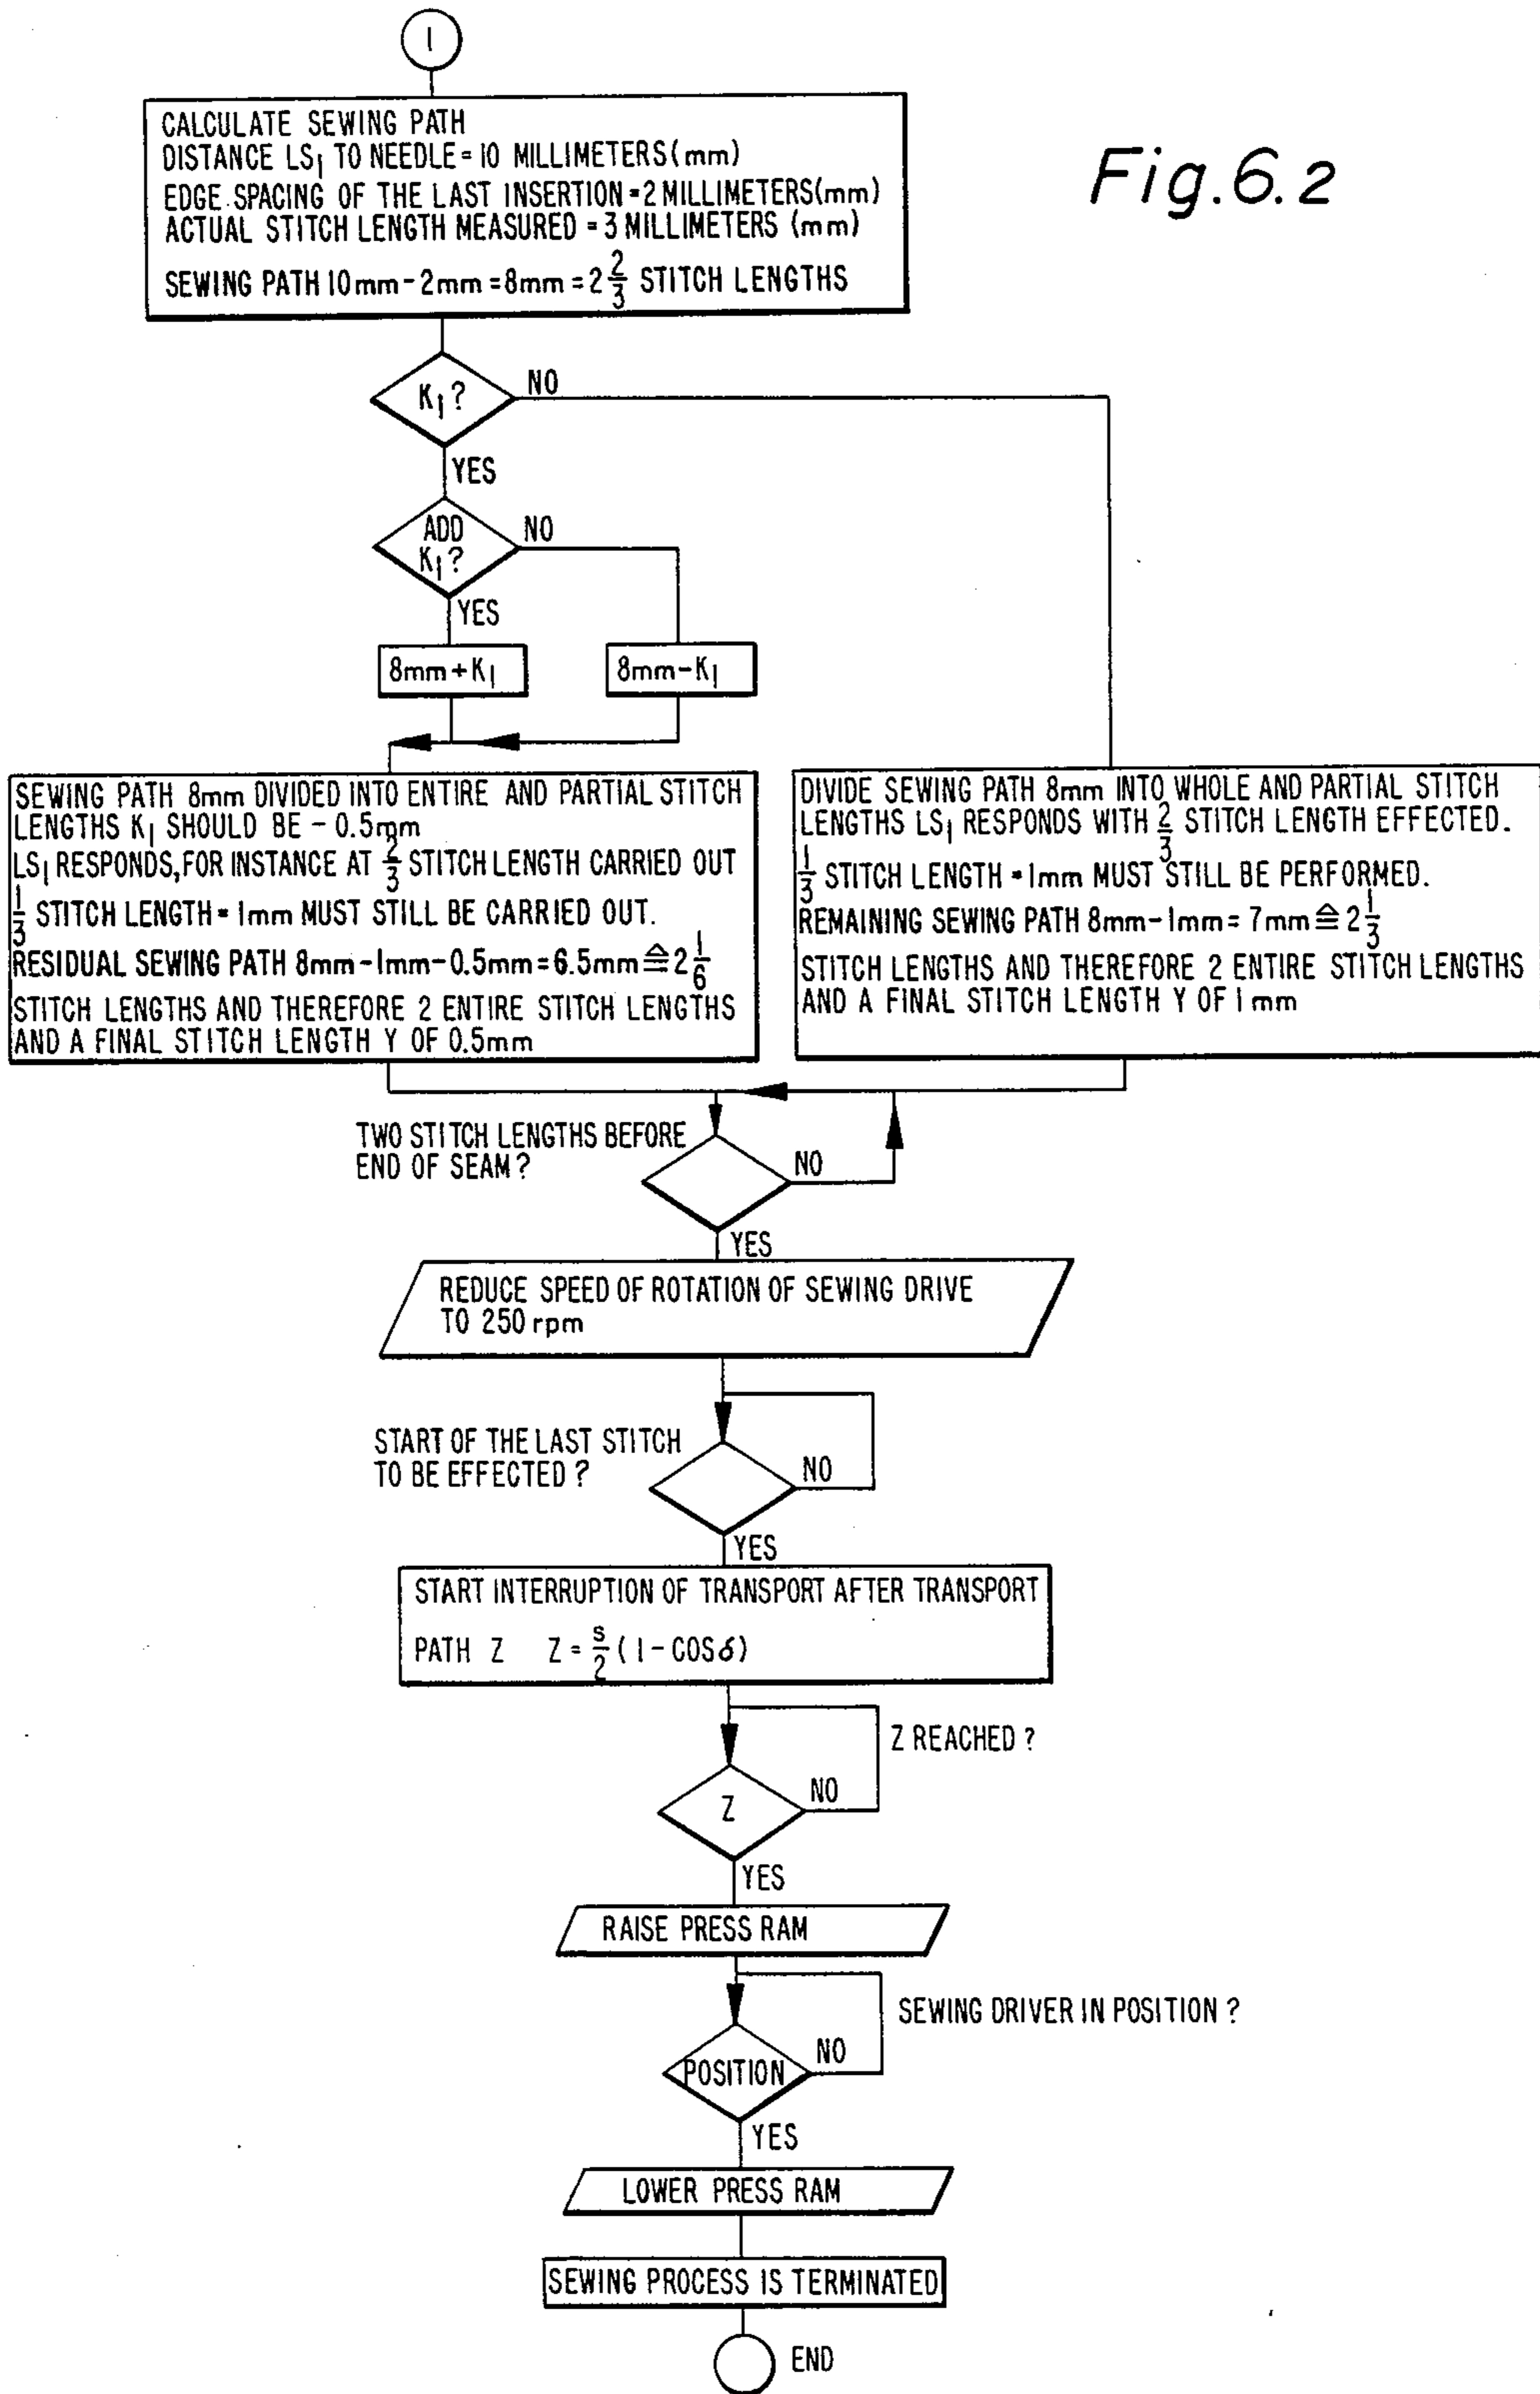 1
Fig. 6.2
CALCULATE SEWING PATH
DISTANCE LS₁ TO NEEDLE = 10 MILLIMETERS (mm)
EDGE SPACING OF THE LAST INSERTION = 2 MILLIMETERS (mm)
ACTUAL STITCH LENGTH MEASURED = 3 MILLIMETERS (mm)
SEWING PATH 10mm - 2mm = 8mm = 2 2/3 STITCH LENGTHS
K₁?
NO
YES
ADD
K₁?
NO
YES
8mm + K₁
8mm - K₁
SEWING PATH 8mm DIVIDED INTO ENTIRE AND PARTIAL STITCH
LENGTHS K₁ SHOULD BE - 0.5mm
LS₁ RESPONDS, FOR INSTANCE AT 2/3 STITCH LENGTH CARRIED OUT
1/3 STITCH LENGTH = 1mm MUST STILL BE CARRIED OUT.
RESIDUAL SEWING PATH 8mm - 1mm - 0.5mm = 6.5mm ≙ 2 1/6
STITCH LENGTHS AND THEREFORE 2 ENTIRE STITCH LENGTHS
AND A FINAL STITCH LENGTH Y OF 0.5mm
DIVIDE SEWING PATH 8mm INTO WHOLE AND PARTIAL STITCH
LENGTHS LS₁ RESPONDS WITH 2/3 STITCH LENGTH EFFECTED.
1/3 STITCH LENGTH = 1mm MUST STILL BE PERFORMED.
REMAINING SEWING PATH 8mm - 1mm = 7mm ≙ 2 1/3
STITCH LENGTHS AND THEREFORE 2 ENTIRE STITCH LENGTHS
AND A FINAL STITCH LENGTH Y OF 1 mm
TWO STITCH LENGTHS BEFORE
END OF SEAM?
NO
YES
REDUCE SPEED OF ROTATION OF SEWING DRIVE
TO 250 rpm
START OF THE LAST STITCH
TO BE EFFECTED?
NO
YES
START INTERRUPTION OF TRANSPORT AFTER TRANSPORT
PATH Z Z = s/2 (1 - COS δ)
Z REACHED?
Z
NO
YES
RAISE PRESS RAM
SEWING DRIVER IN POSITION?
POSITION
NO
YES
LOWER PRESS RAM
SEWING PROCESS IS TERMINATED
END